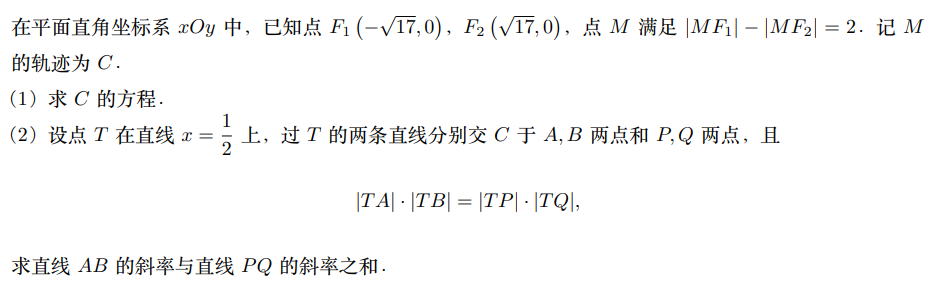 在平面直角坐标系 xOy 中，已知点 F₁(−√17,0)，F₂(√17,0)，点 M 满足 |MF₁| − |MF₂| = 2．记 M
的轨迹为 C．
（1）求 C 的方程．
（2）设点 T 在直线 x = 1/2 上，过 T 的两条直线分别交 C 于 A,B 两点和 P,Q 两点，且
|TA| · |TB| = |TP| · |TQ|,
求直线 AB 的斜率与直线 PQ 的斜率之和．